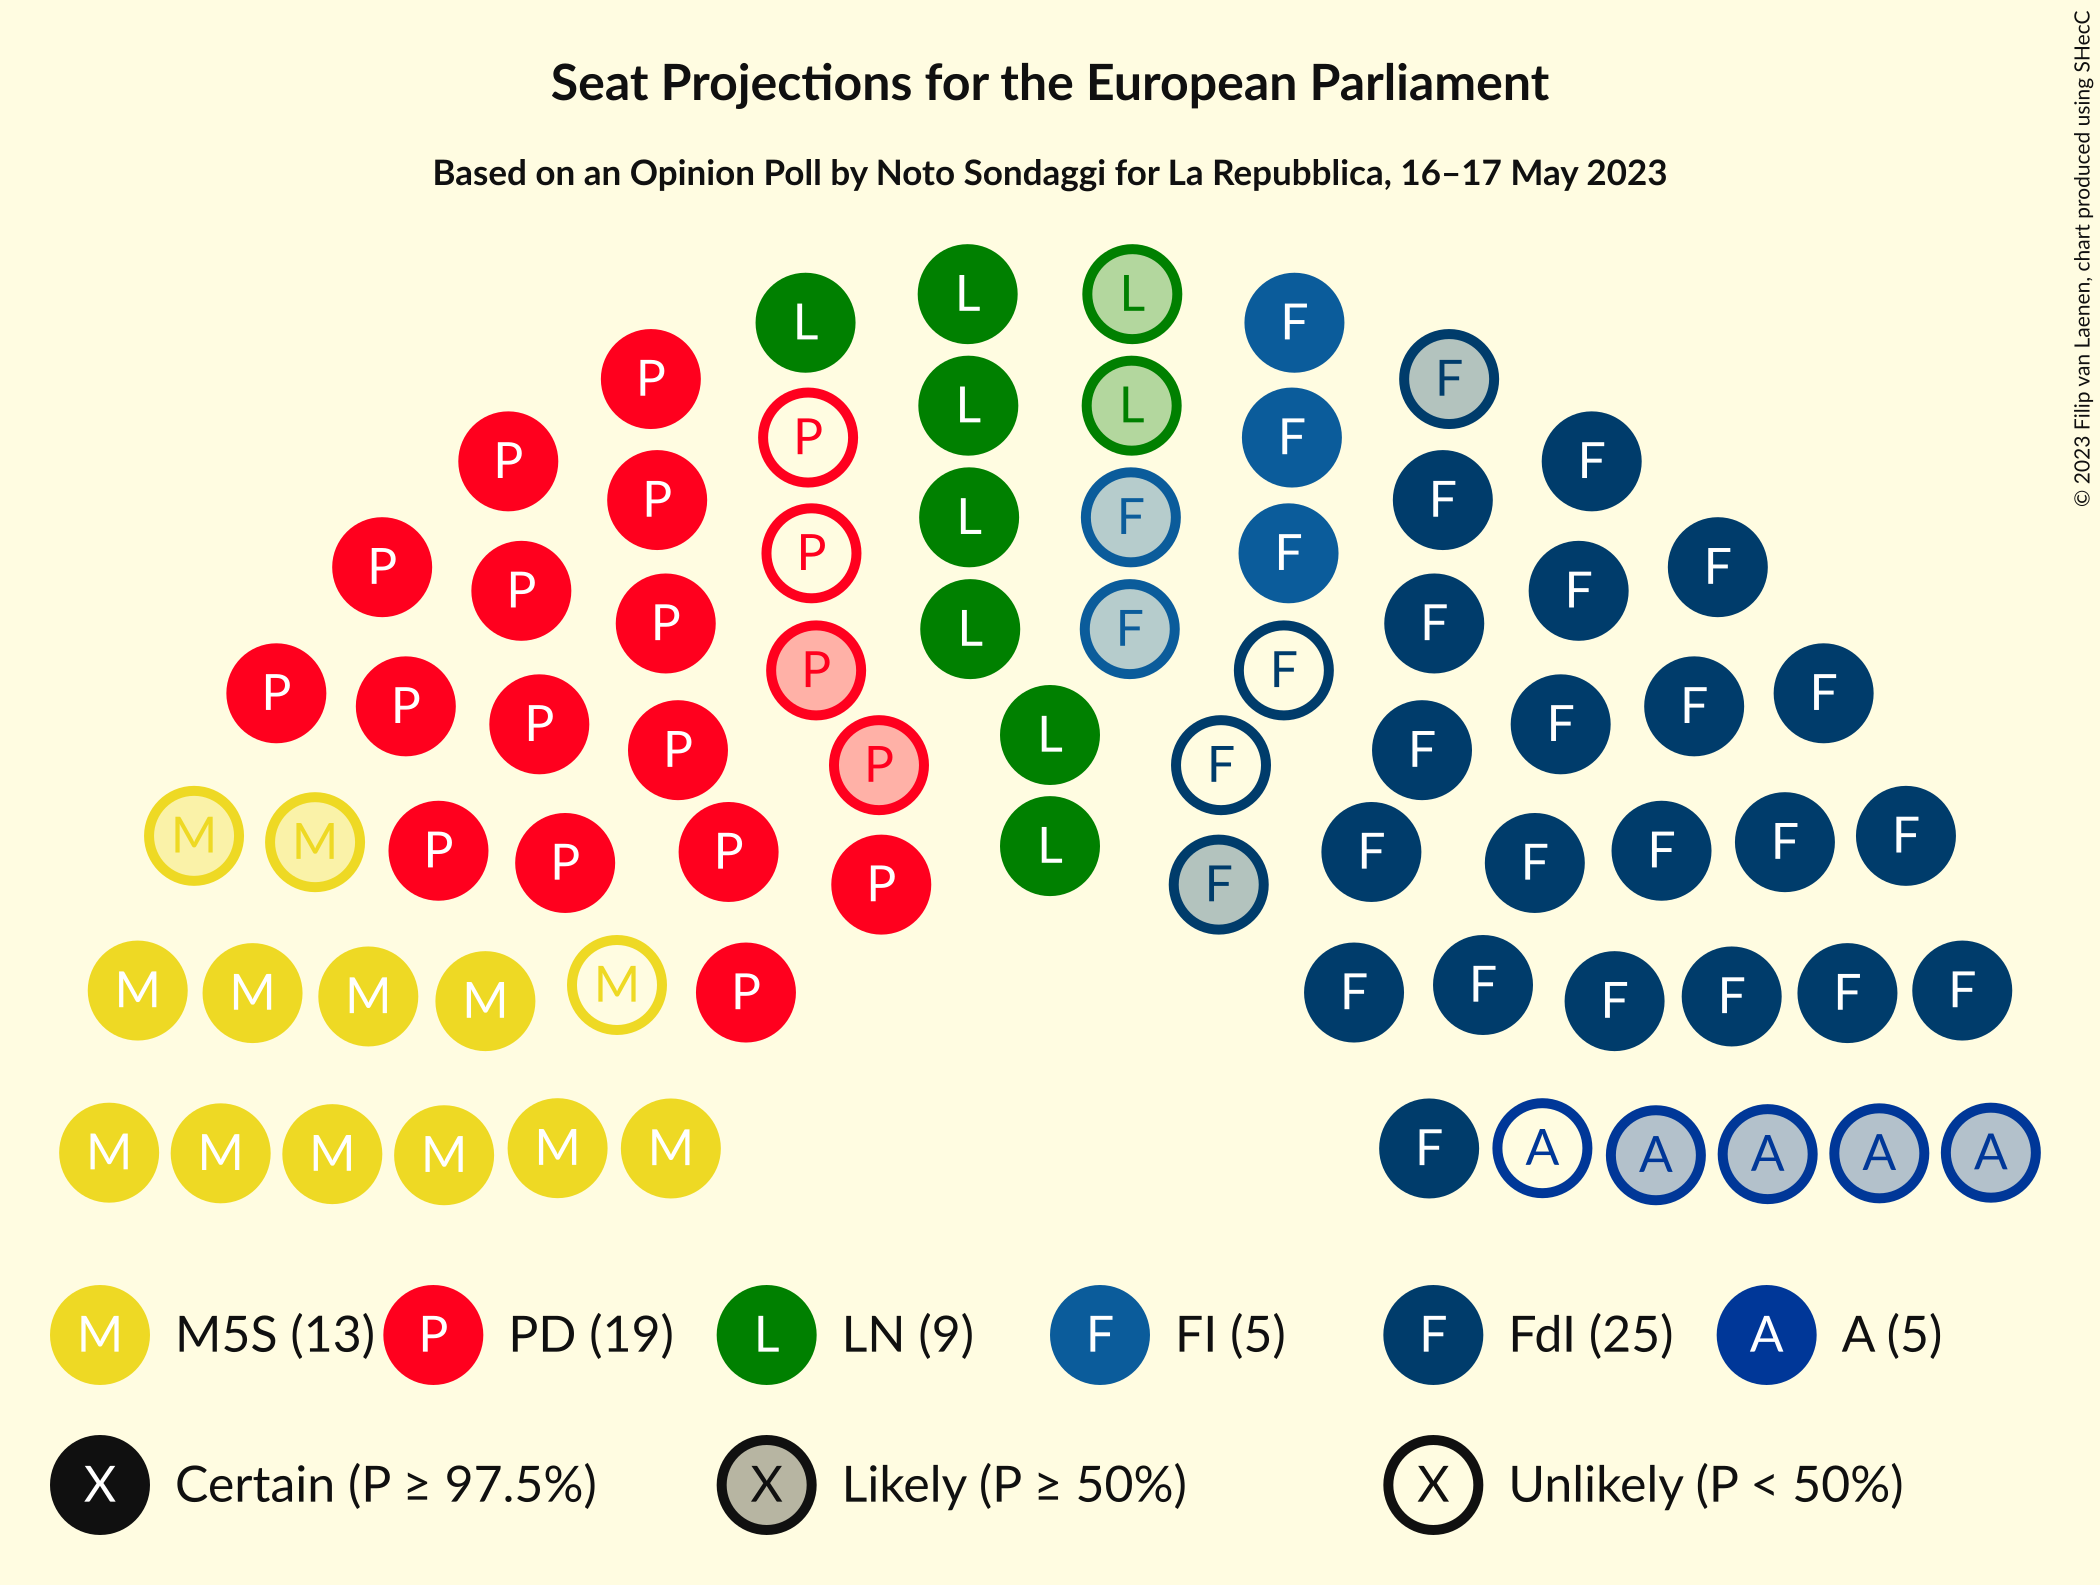 Seat Projections for the European Parliament
Based on an Opinion Poll by Noto Sondaggi for La Repubblica, 16–17 May 2023
© 2023 Filip van Laenen, chart produced using SHecC
L L L F
P L L L F F
P P P L F F F
P P P P L F F F F
P P P P L F F F F
P P P P P L F F F F F F
M M P P P P L F F F F F F
M M M M M P F F F F F F
M M M M M M F A A A A A
M M5S (13) P PD (19) L LN (9) F FI (5) F FdI (25) A A (5)
X Certain (P ≥ 97.5%) X Likely (P ≥ 50%) X Unlikely (P < 50%)